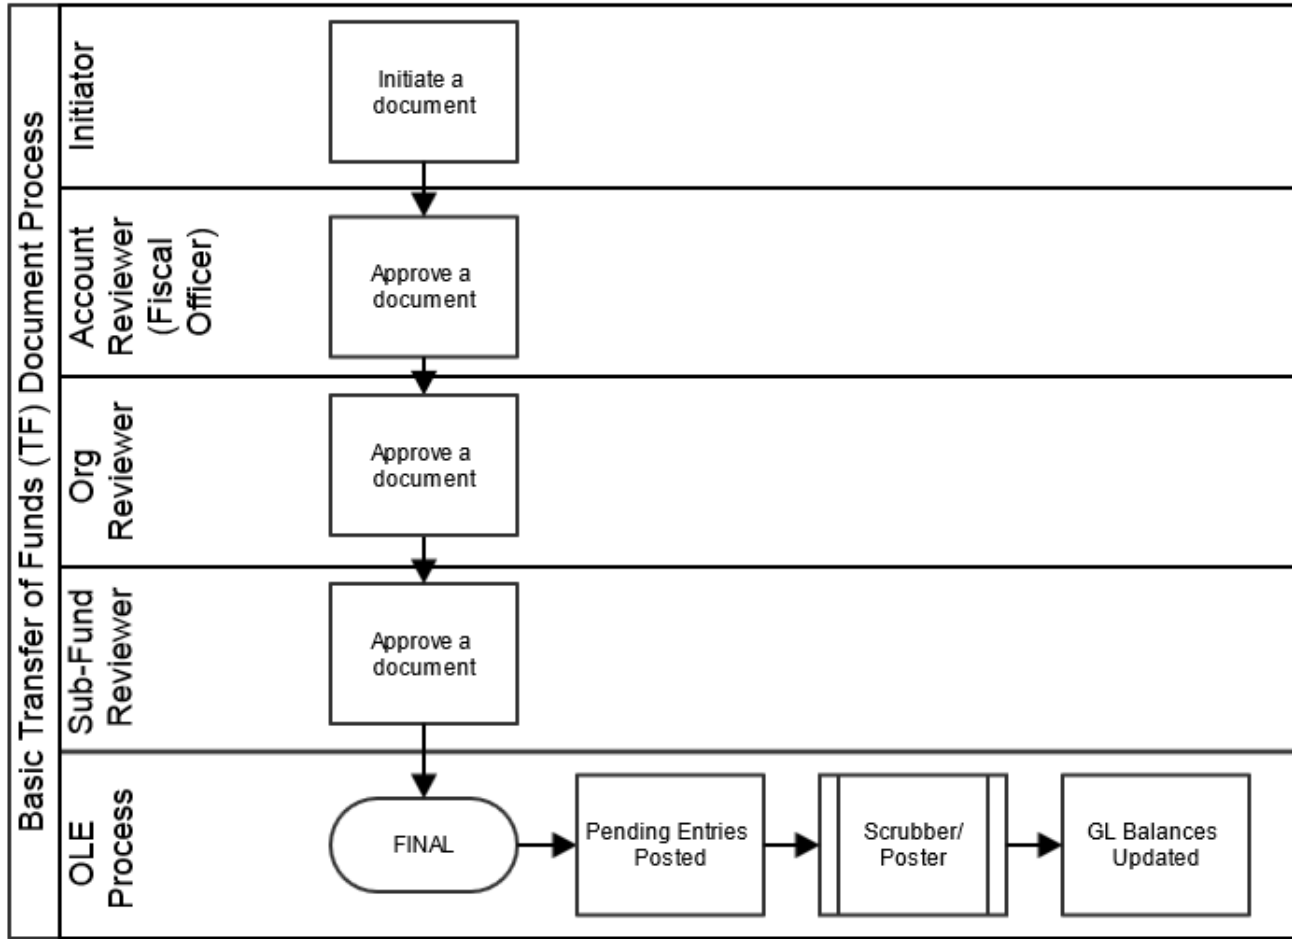 Basic Transfer of Funds (TF) Document Process
Initiator
Initiate a
document
Account
Reviewer
(Fiscal
Officer)
Approve a
document
Org
Reviewer
Approve a
document
Sub-Fund
Reviewer
Approve a
document
OLE
Process
FINAL
Pending Entries
Posted
Scrubber/
Poster
GL Balances
Updated